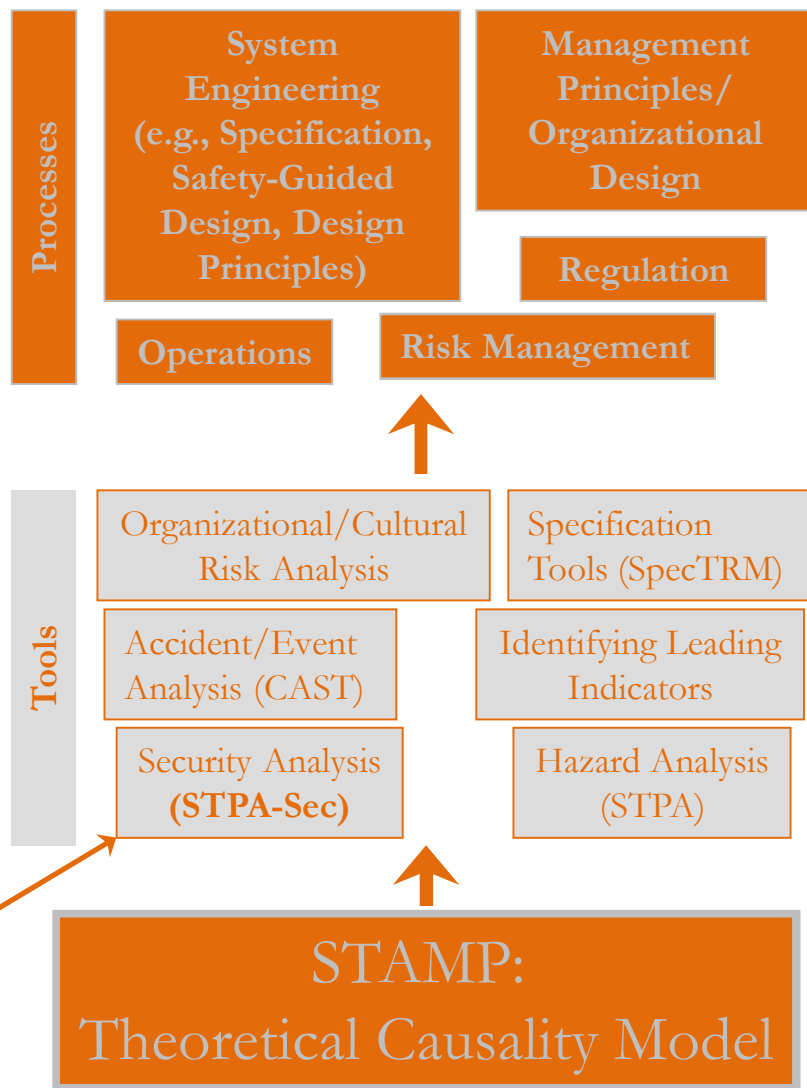 Processes
System
Engineering
(e.g., Specification,
Safety-Guided
Design, Design
Principles)
Management
Principles/
Organizational
Design
Regulation
Operations
Risk Management
Tools
Organizational/Cultural
Risk Analysis
Specification
Tools (SpecTRM)
Accident/Event
Analysis (CAST)
Identifying Leading
Indicators
Security Analysis
(STPA-Sec)
Hazard Analysis
(STPA)
STAMP:
Theoretical Causality Model